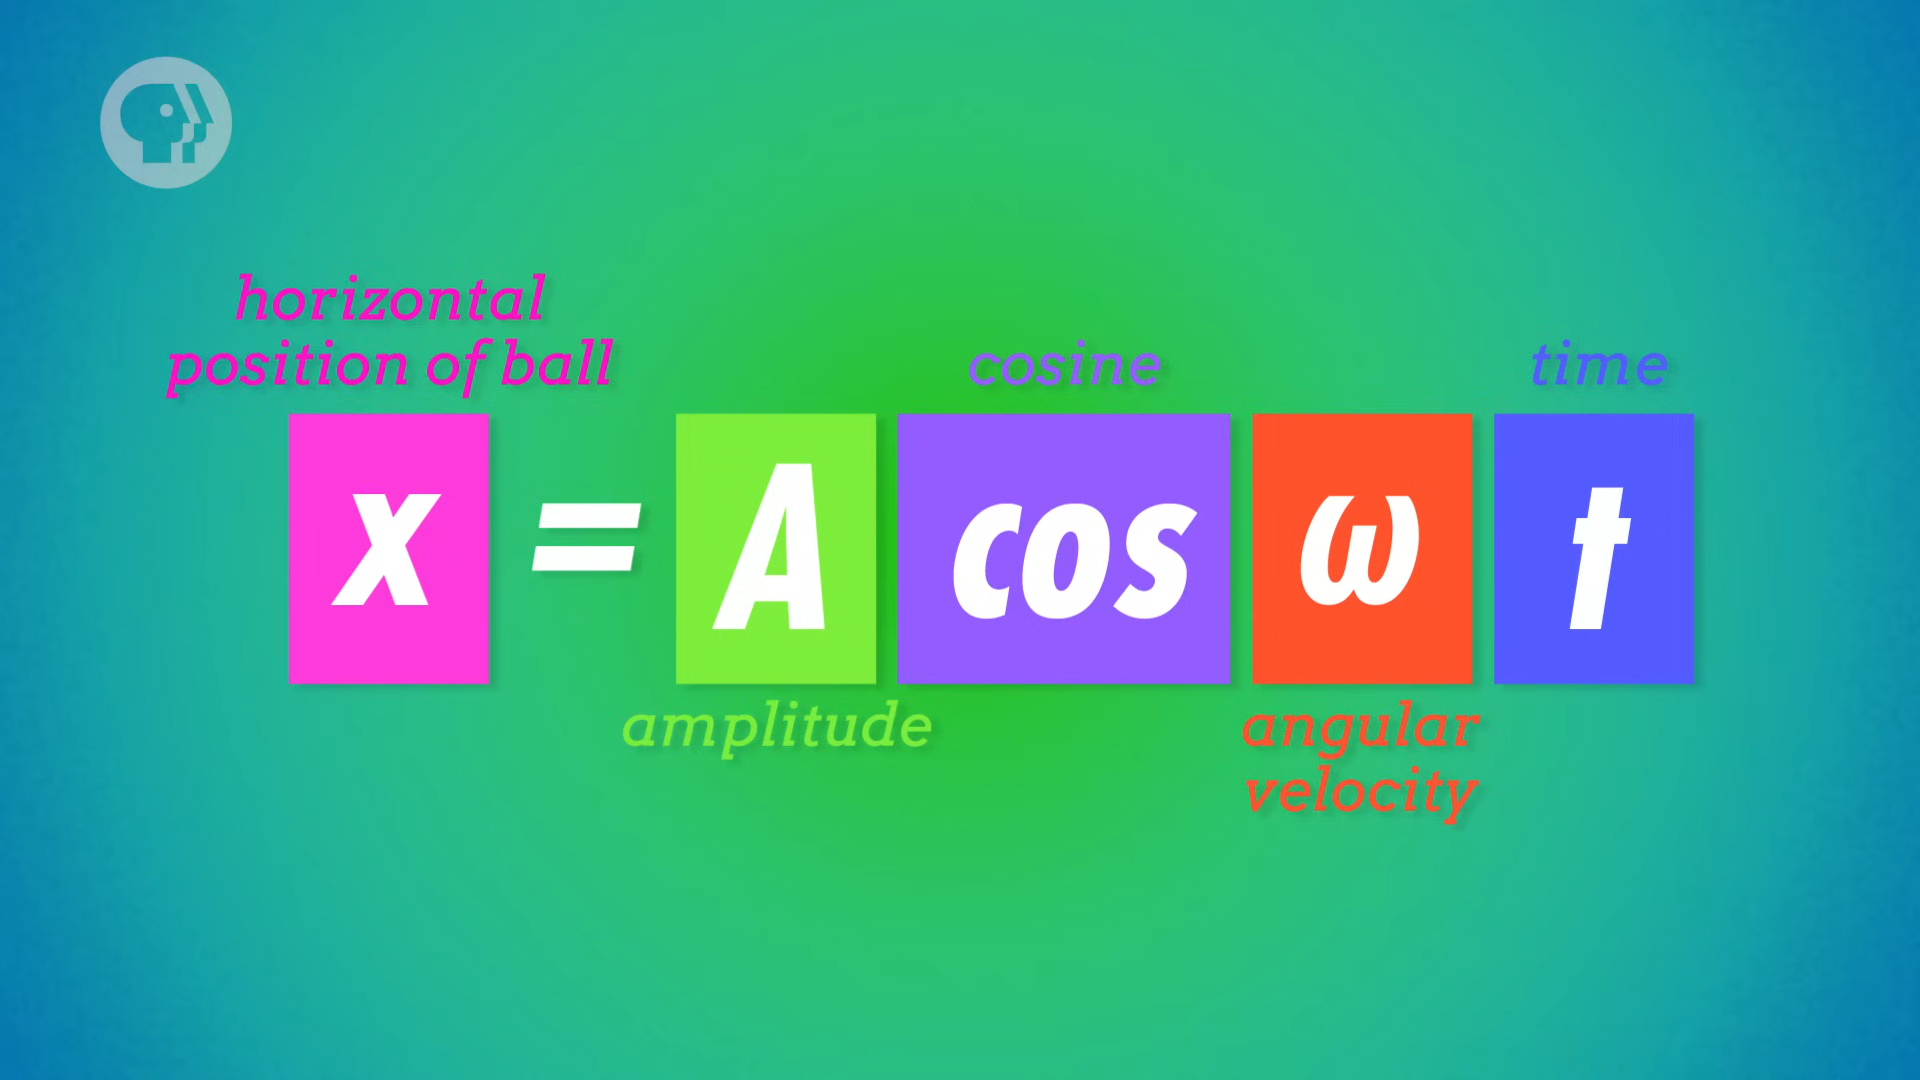 horizontal
position of ball
cosine
time
x = A cos ω t
amplitude
angular
velocity